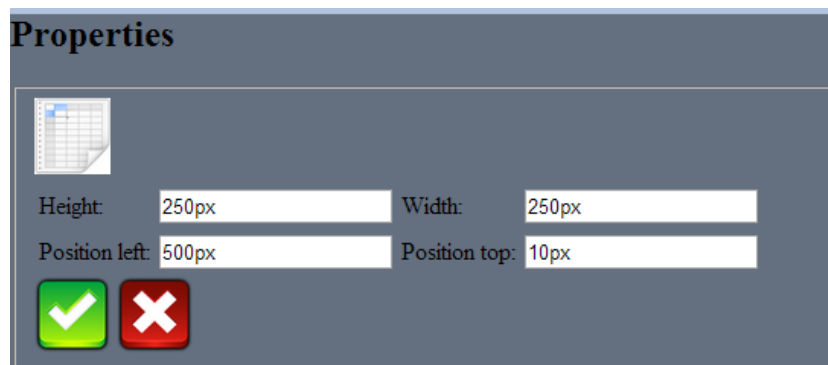 Properties
Height: 250px Width: 250px
Position left: 500px Position top: 10px